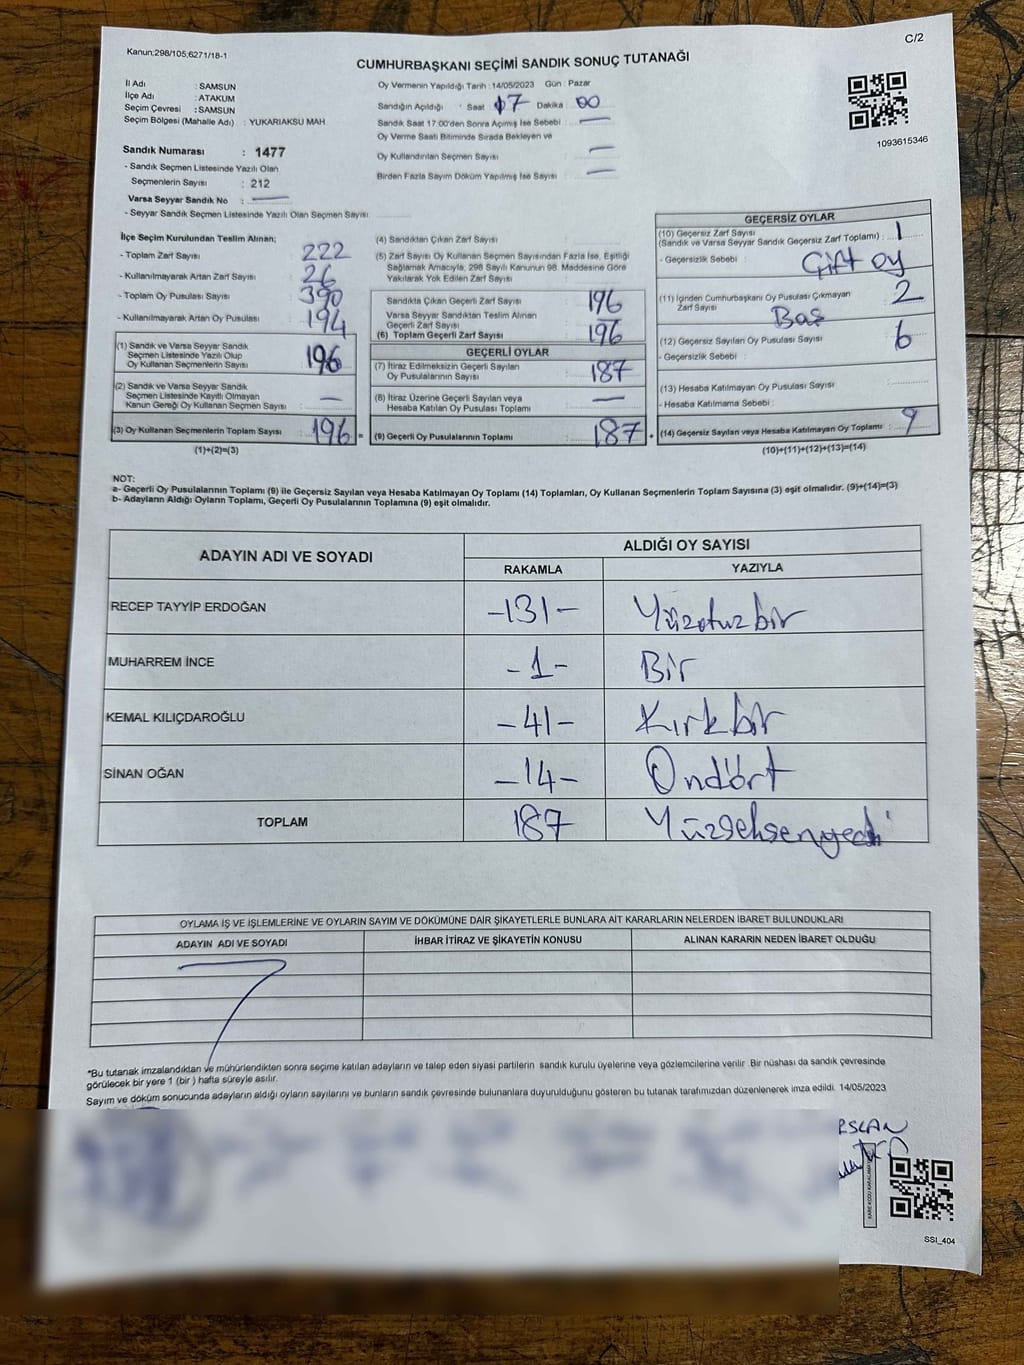 Kanun:298/105;6271/18-1
C/2
CUMHURBAŞKANI SEÇİMİ SANDIK SONUÇ TUTANAĞI
İl Adı : SAMSUN
İlçe Adı : ATAKUM
Seçim Çevresi : SAMSUN
Seçim Bölgesi (Mahalle Adı) : YUKARIAKSU MAH
Sandık Numarası : 1477
- Sandık Seçmen Listesinde Yazılı Olan
Seçmenlerin Sayısı : 212
Varsa Seyyar Sandık No : —
- Seyyar Sandık Seçmen Listesinde Yazılı Olan Seçmen Sayısı
Oy Vermenin Yapıldığı Tarih : 14/05/2023 Gün : Pazar
Sandığın Açıldığı : Saat 17 Dakika 00
Sandık Saat 17:00'den Sonra Açımış İse Sebebi : —
Oy Verme Saati Bitiminde Sırada Bekleyen ve
Oy Kullandırılan Seçmen Sayısı : —
Birden Fazla Sayım Döküm Yapılmış İse Sayısı : —
1093615346
İlçe Seçim Kurulundan Teslim Alınan;
- Toplam Zarf Sayısı : 222
- Kullanılmayarak Artan Zarf Sayısı : 26
- Toplam Oy Pusulası Sayısı : 390
- Kullanılmayarak Artan Oy Pusulası : 194
(1) Sandık ve Varsa Seyyar Sandık
Seçmen Listesinde Yazılı Olup
Oy Kullanan Seçmenlerin Sayısı : 196
(2) Sandık ve Varsa Seyyar Sandık
Seçmen Listesinde Kayıtlı Olmayan
Kanun Gereği Oy Kullanan Seçmen Sayısı : —
(3) Oy Kullanan Seçmenlerin Toplam Sayısı : 196 =
(1)+(2)=(3)
(4) Sandıktan Çıkan Zarf Sayısı :
(5) Zarf Sayısı Oy Kullanan Seçmen Sayısından Fazla İse, Eşitliği
Sağlamak Amacıyla, 298 Sayılı Kanunun 98. Maddesine Göre
Yakılarak Yok Edilen Zarf Sayısı :
Sandıkta Çıkan Geçerli Zarf Sayısı : 196
Varsa Seyyar Sandıktan Teslim Alınan
Geçerli Zarf Sayısı
(6) Toplam Geçerli Zarf Sayısı : 196
GEÇERLİ OYLAR
(7) İtiraz Edilmeksizin Geçerli Sayılan
Oy Pusulalarının Sayısı : 187
(8) İtiraz Üzerine Geçerli Sayılan veya
Hesaba Katılan Oy Pusulası Toplamı : —
(9) Geçerli Oy Pusulalarının Toplamı : 187 +
GEÇERSİZ OYLAR
(10) Geçersiz Zarf Sayısı
(Sandık ve Varsa Seyyar Sandık Geçersiz Zarf Toplamı) : 1
- Geçersizlik Sebebi : Çift oy
(11) İçinden Cumhurbaşkanı Oy Pusulası Çıkmayan
Zarf Sayısı : 2
Boş
(12) Geçersiz Sayılan Oy Pusulası Sayısı : 6
- Geçersizlik Sebebi :
(13) Hesaba Katılmayan Oy Pusulası Sayısı :
- Hesaba Katılmama Sebebi :
(14) Geçersiz Sayılan veya Hesaba Katılmayan Oy Toplamı : 9
(10)+(11)+(12)+(13)=(14)
NOT:
a- Geçerli Oy Pusulalarının Toplamı (9) ile Geçersiz Sayılan veya Hesaba Katılmayan Oy Toplamı (14) Toplamları, Oy Kullanan Seçmenlerin Toplam Sayısına (3) eşit olmalıdır. (9)+(14)=(3)
b- Adayların Aldığı Oyların Toplamı, Geçerli Oy Pusulalarının Toplamına (9) eşit olmalıdır.
ADAYIN ADI VE SOYADI
ALDIĞI OY SAYISI
RAKAMLA YAZIYLA
RECEP TAYYİP ERDOĞAN -131- Yüzotuzbir
MUHARREM İNCE -1- Bir
KEMAL KILIÇDAROĞLU -41- Kırkbir
SİNAN OĞAN -14- Ondört
TOPLAM 187 Yüzsehsenyedi
OYLAMA İŞ VE İŞLEMLERİNE VE OYLARIN SAYIM VE DÖKÜMÜNE DAİR ŞİKAYETLERLE BUNLARA AİT KARARLARIN NELERDEN İBARET BULUNDUKLARI
ADAYIN ADI VE SOYADI İHBAR İTİRAZ VE ŞİKAYETİN KONUSU ALINAN KARARIN NEDEN İBARET OLDUĞU
*Bu tutanak imzalandıktan ve mühürlendikten sonra seçime katılan adayların ve talep eden siyasi partilerin sandık kurulu üyelerine veya gözlemcilerine verilir. Bir nüshası da sandık çevresinde
görülecek bir yere 1 (bir) hafta süreyle asılır.
Sayım ve döküm sonucunda adayların aldığı oyların sayılarını ve bunların sandık çevresinde bulunanlara duyurulduğunu gösteren bu tutanak tarafımızdan düzenlenerek imza edildi. 14/05/2023
RSLAN
SSI_404